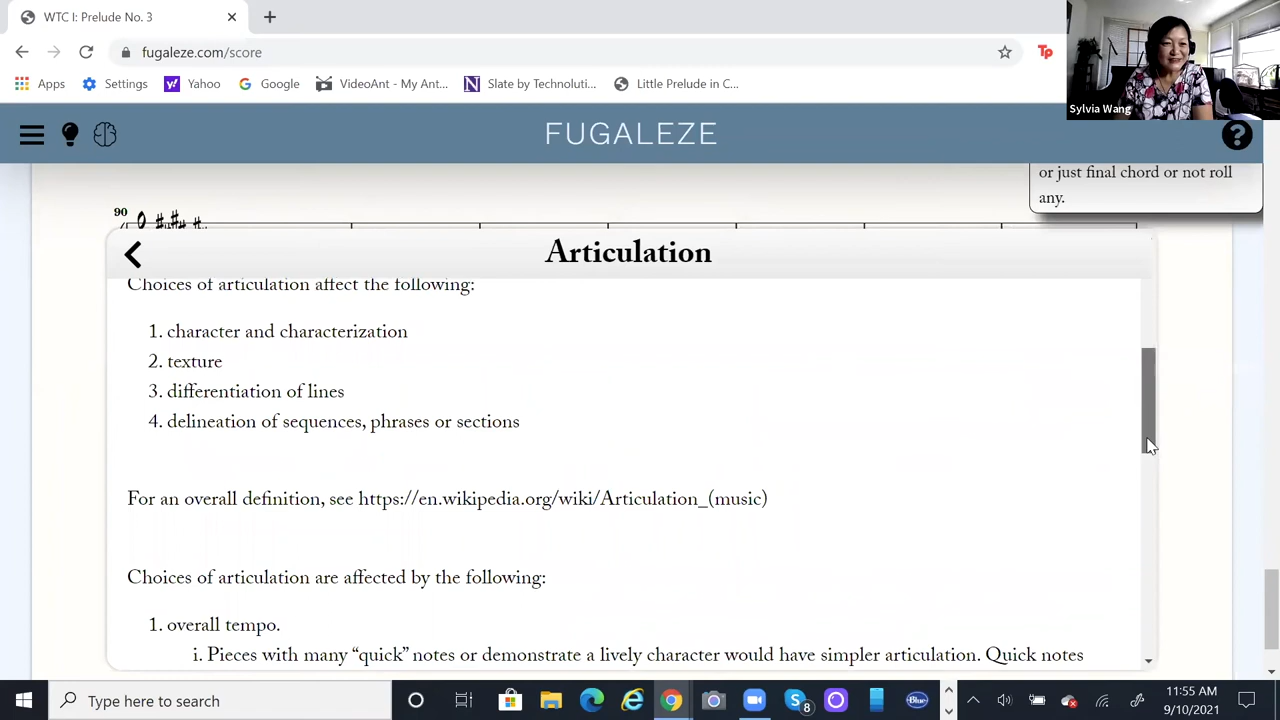 WTC I: Prelude No. 3
fugaleze.com/score
Apps
Settings
Yahoo
Google
VideoAnt - My Ant...
Slate by Technoluti...
Little Prelude in C...
Tp
Sylvia Wang
FUGALEZE
or just final chord or not roll
any.
90
Articulation
Choices of articulation affect the following:
1. character and characterization
2. texture
3. differentiation of lines
4. delineation of sequences, phrases or sections
For an overall definition, see https://en.wikipedia.org/wiki/Articulation_(music)
Choices of articulation are affected by the following:
1. overall tempo.
i. Pieces with many “quick” notes or demonstrate a lively character would have simpler articulation. Quick notes
Type here to search
8
Blue
11:55 AM
9/10/2021